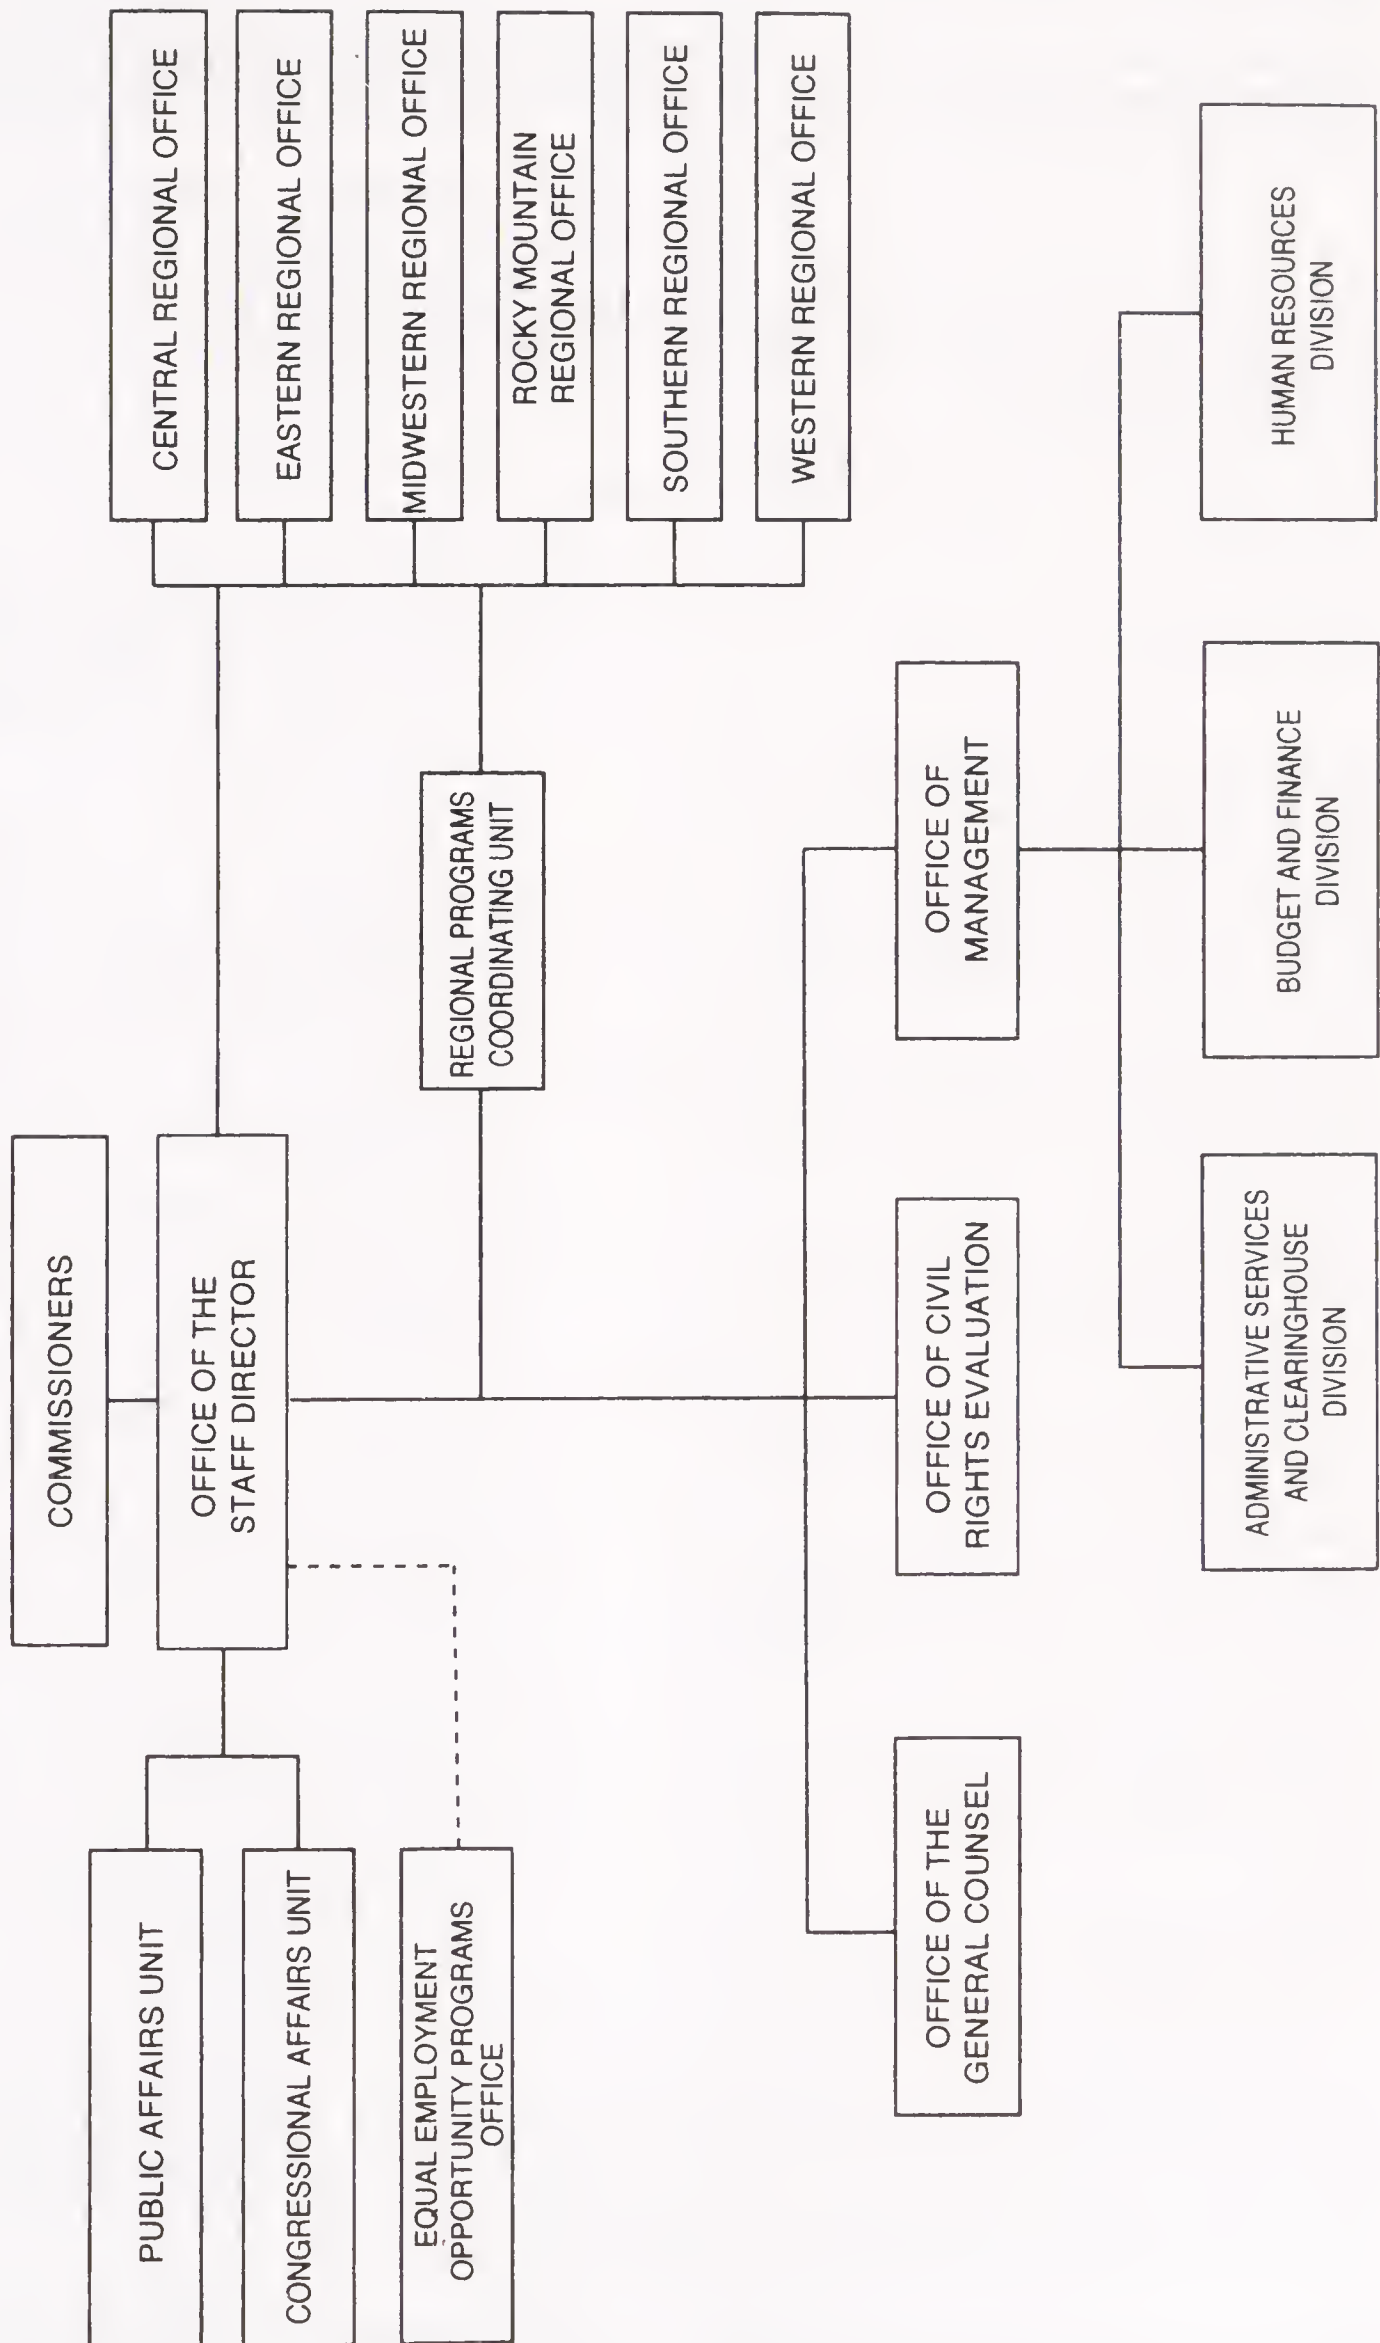 COMMISSIONERS
OFFICE OF THE
STAFF DIRECTOR
PUBLIC AFFAIRS UNIT
CONGRESSIONAL AFFAIRS UNIT
EQUAL EMPLOYMENT
OPPORTUNITY PROGRAMS
OFFICE
REGIONAL PROGRAMS
COORDINATING UNIT
CENTRAL REGIONAL OFFICE
EASTERN REGIONAL OFFICE
MIDWESTERN REGIONAL OFFICE
ROCKY MOUNTAIN
REGIONAL OFFICE
SOUTHERN REGIONAL OFFICE
WESTERN REGIONAL OFFICE
OFFICE OF THE
GENERAL COUNSEL
OFFICE OF CIVIL
RIGHTS EVALUATION
OFFICE OF
MANAGEMENT
ADMINISTRATIVE SERVICES
AND CLEARINGHOUSE
DIVISION
BUDGET AND FINANCE
DIVISION
HUMAN RESOURCES
DIVISION